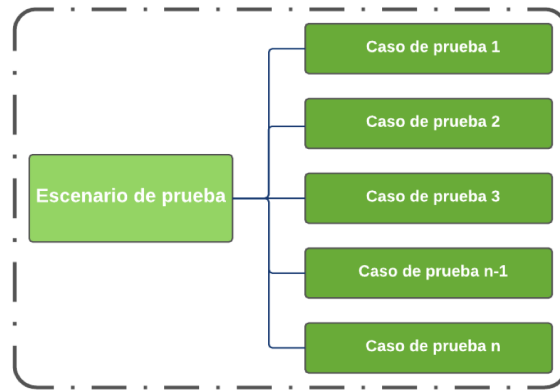 Caso de prueba 1
Caso de prueba 2
Escenario de prueba
Caso de prueba 3
Caso de prueba n-1
Caso de prueba n